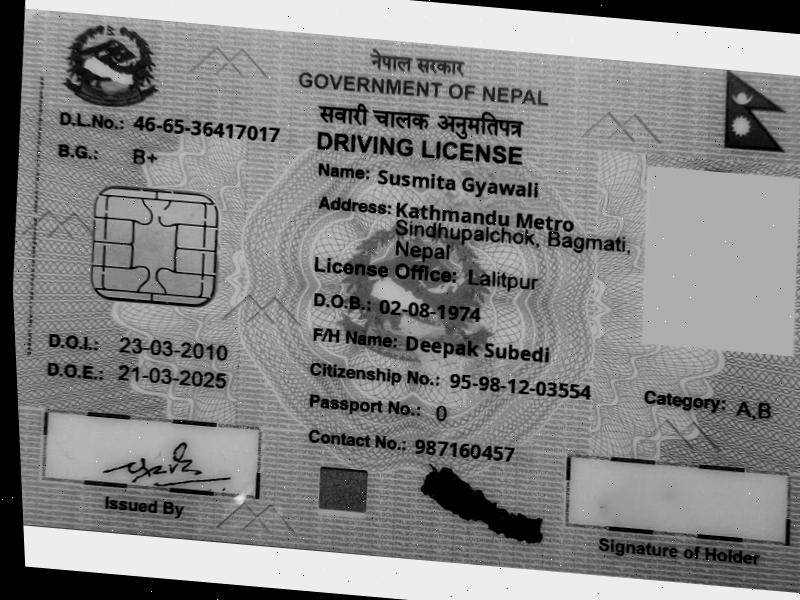 नेपाल सरकार
GOVERNMENT OF NEPAL
सवारी चालक अनुमतिपत्र
DRIVING LICENSE
D.L.No.: 46-65-36417017
B.G.: B+
Name: Susmita Gyawali
Address: Kathmandu Metro
Sindhupalchok, Bagmati,
Nepal
License Office: Lalitpur
D.O.B.: 02-08-1974
F/H Name: Deepak Subedi
D.O.I.: 23-03-2010
D.O.E.: 21-03-2025
Citizenship No.: 95-98-12-03554
Category: A,B
Passport No.: 0
Contact No.: 987160457
Issued By
Signature of Holder